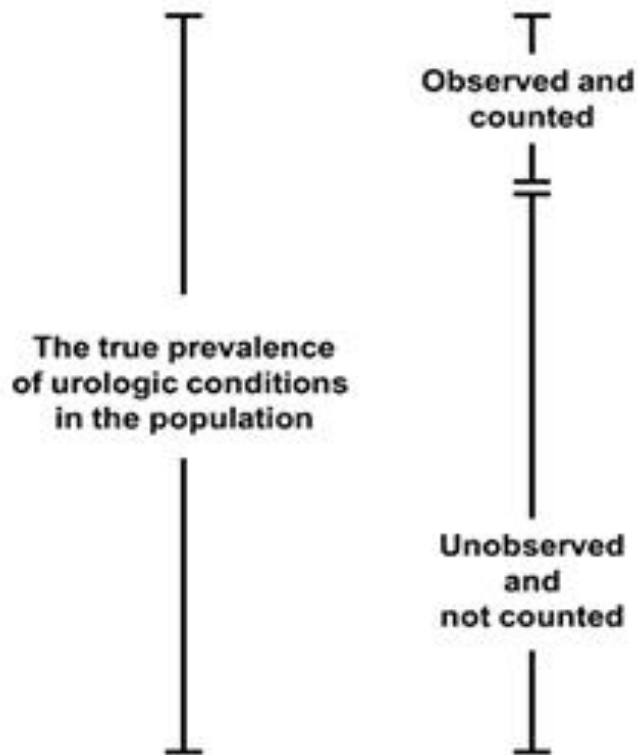 Observed and
counted
The true prevalence
of urologic conditions
in the population
Unobserved
and
not counted